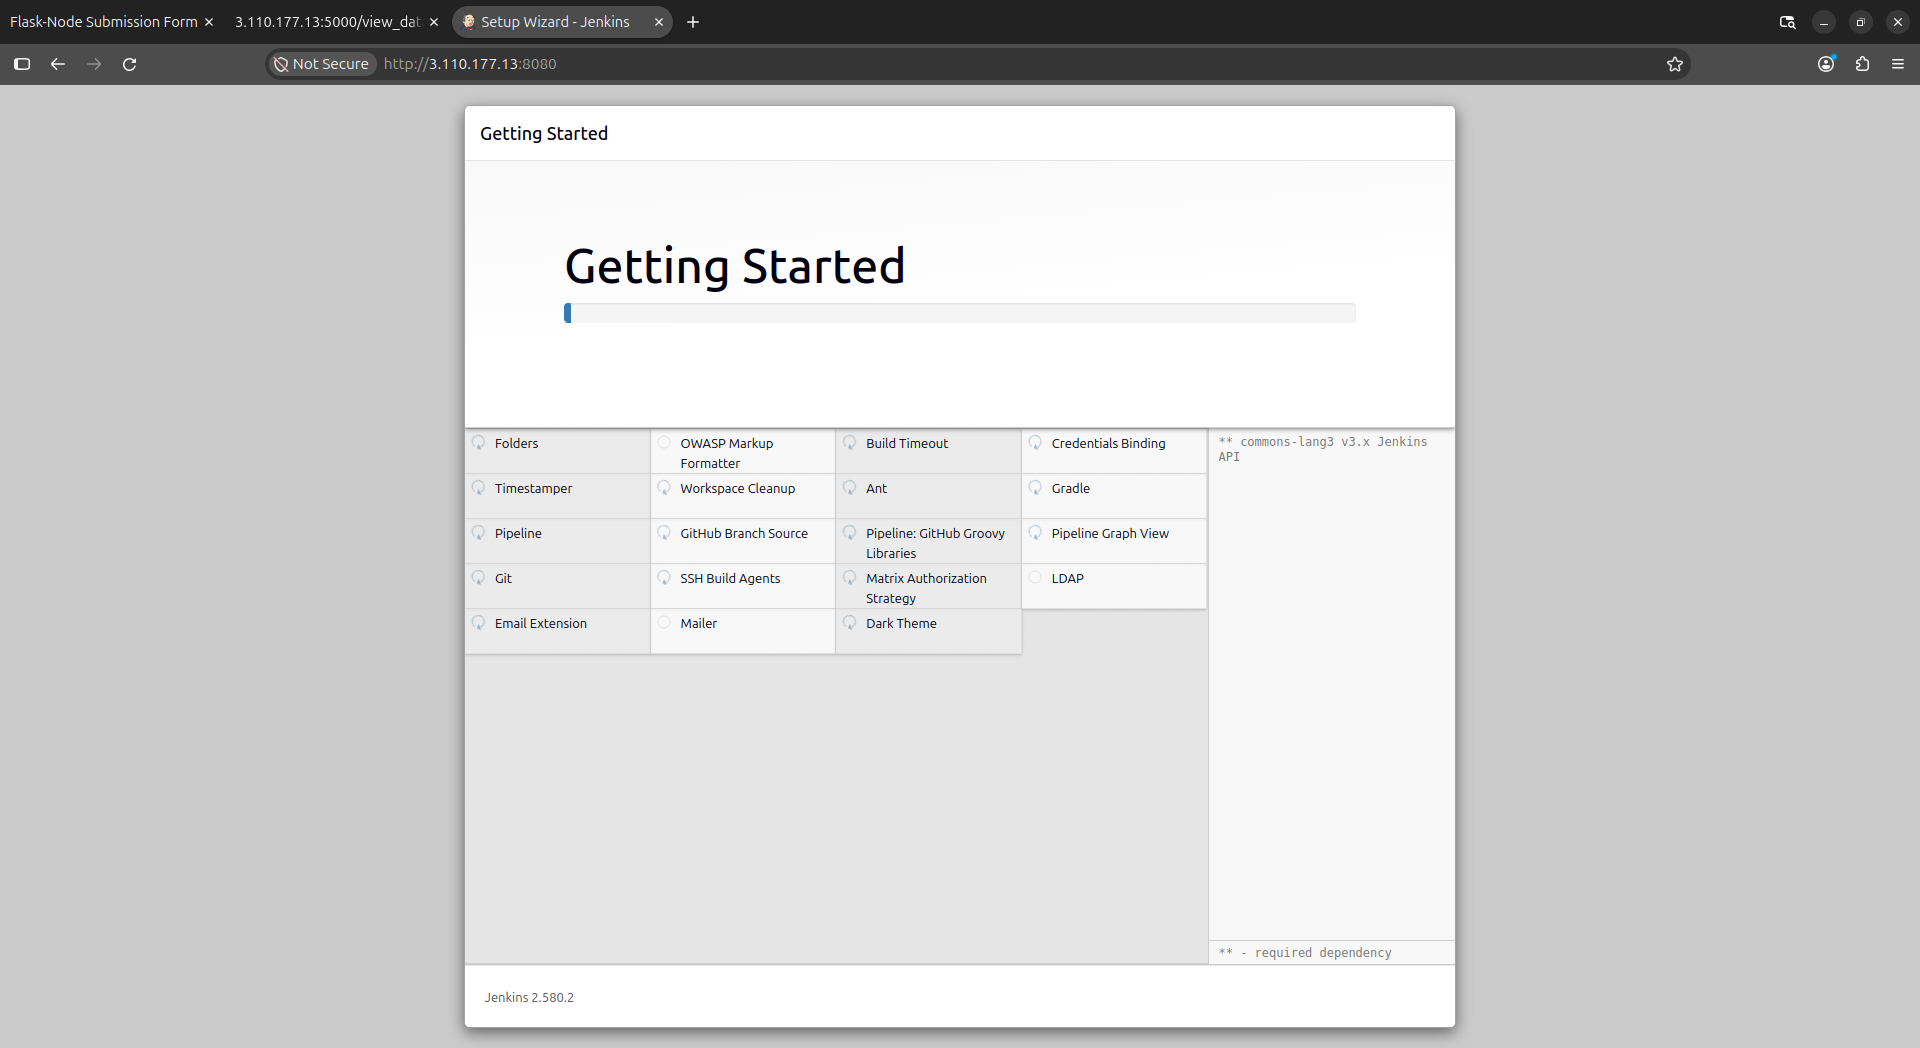 Flask-Node Submission Form
3.110.177.13:5000/view_dat
Setup Wizard - Jenkins
Not Secure
http://3.110.177.13:8080
Getting Started
Getting Started
Folders
OWASP Markup
Formatter
Build Timeout
Credentials Binding
** commons-lang3 v3.x Jenkins
API
Timestamper
Workspace Cleanup
Ant
Gradle
Pipeline
GitHub Branch Source
Pipeline: GitHub Groovy
Libraries
Pipeline Graph View
Git
SSH Build Agents
Matrix Authorization
Strategy
LDAP
Email Extension
Mailer
Dark Theme
** - required dependency
Jenkins 2.580.2